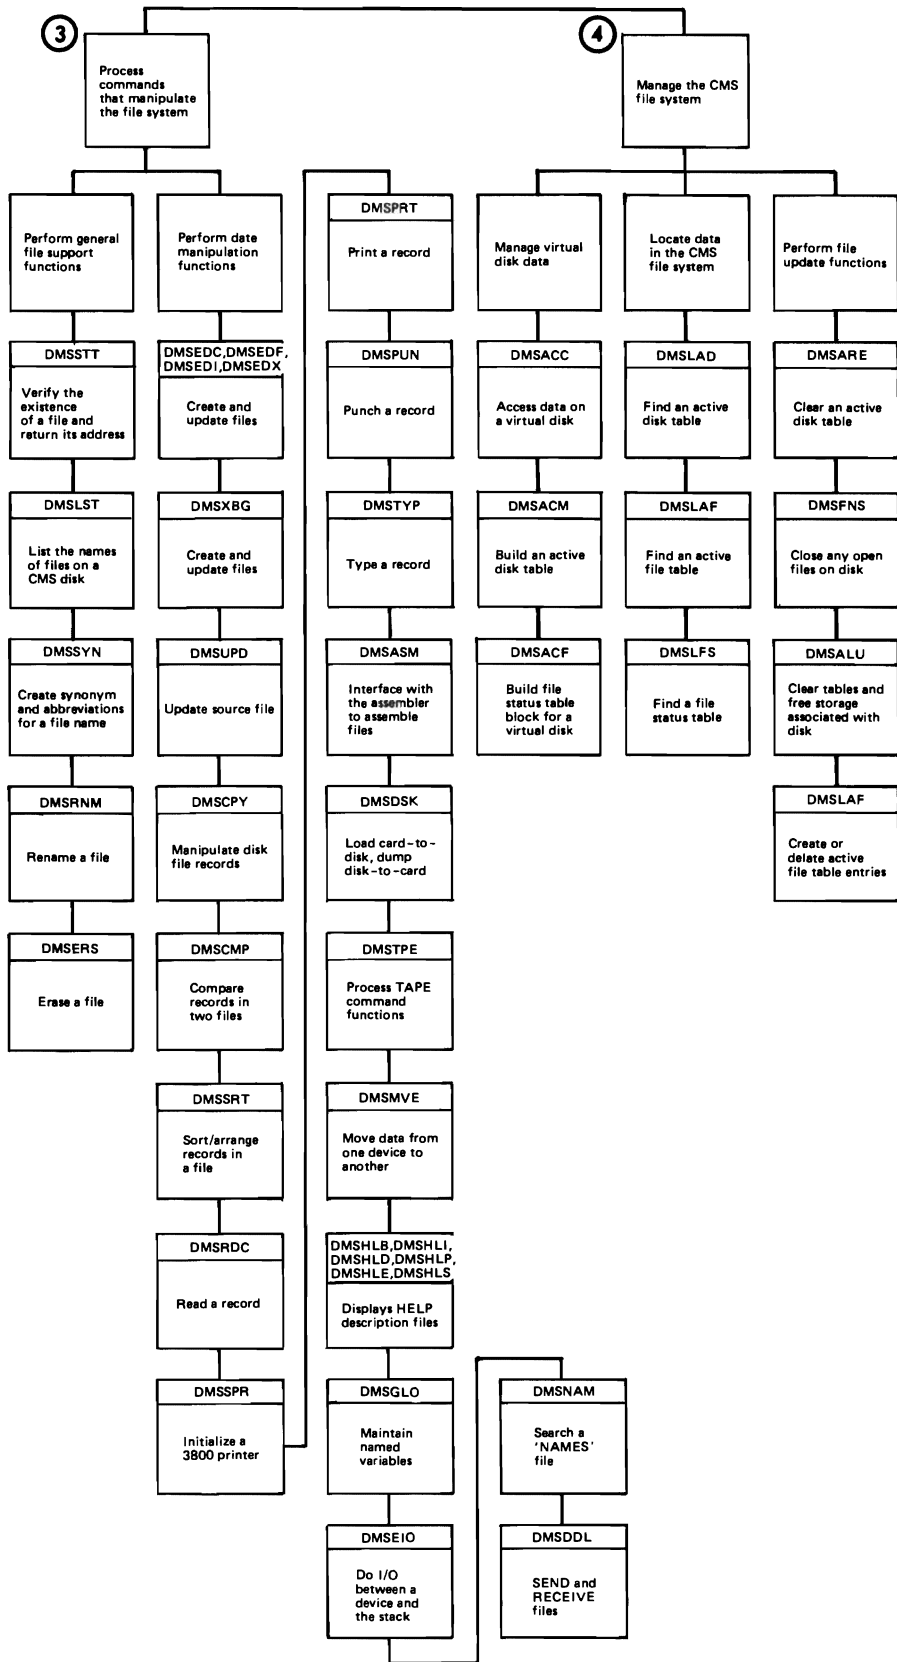 3
Process
commands
that manipulate
the file system
4
Manage the CMS
file system
Perform general
file support
functions
DMSSTT
Verify the
existence
of a file and
return its address
DMSLST
List the names
of files on a
CMS disk
DMSSYN
Create synonym
and abbreviations
for a file name
DMSRNM
Rename a file
DMSERS
Erase a file
Perform date
manipulation
functions
DMSEDC,DMSEDF,
DMSEDI,DMSEDX
Create and
update files
DMSXBG
Create and
update files
DMSUPD
Update source file
DMSCPY
Manipulate disk
file records
DMSCMP
Compare
records in
two files
DMSSRT
Sort/arrange
records in
a file
DMSRDC
Read a record
DMSSPR
Initialize a
3800 printer
DMSPRT
Print a record
DMSPUN
Punch a record
DMSTYP
Type a record
DMSASM
Interface with
the assembler
to assemble
files
DMSDSK
Load card-to-
disk, dump
disk-to-card
DMSTPE
Process TAPE
command
functions
DMSMVE
Move data from
one device to
another
DMSHLB,DMSHLI,
DMSHLD,DMSHLP,
DMSHLE,DMSHLS
Displays HELP
description files
DMSGLO
Maintain
named
variables
DMSEIO
Do I/O
between a
device and
the stack
DMSNAM
Search a
'NAMES'
file
DMSDDL
SEND and
RECEIVE
files
Manage virtual
disk data
DMSACC
Access data on
a virtual disk
DMSACM
Build an active
disk table
DMSACF
Build file
status table
block for a
virtual disk
Locate data
in the CMS
file system
DMSLAD
Find an active
disk table
DMSLAF
Find an active
file table
DMSLFS
Find a file
status table
Perform file
update functions
DMSARE
Clear an active
disk table
DMSFNS
Close any open
files on disk
DMSALU
Clear tables and
free storage
associated with
disk
DMSLAF
Create or
delate active
file table entries